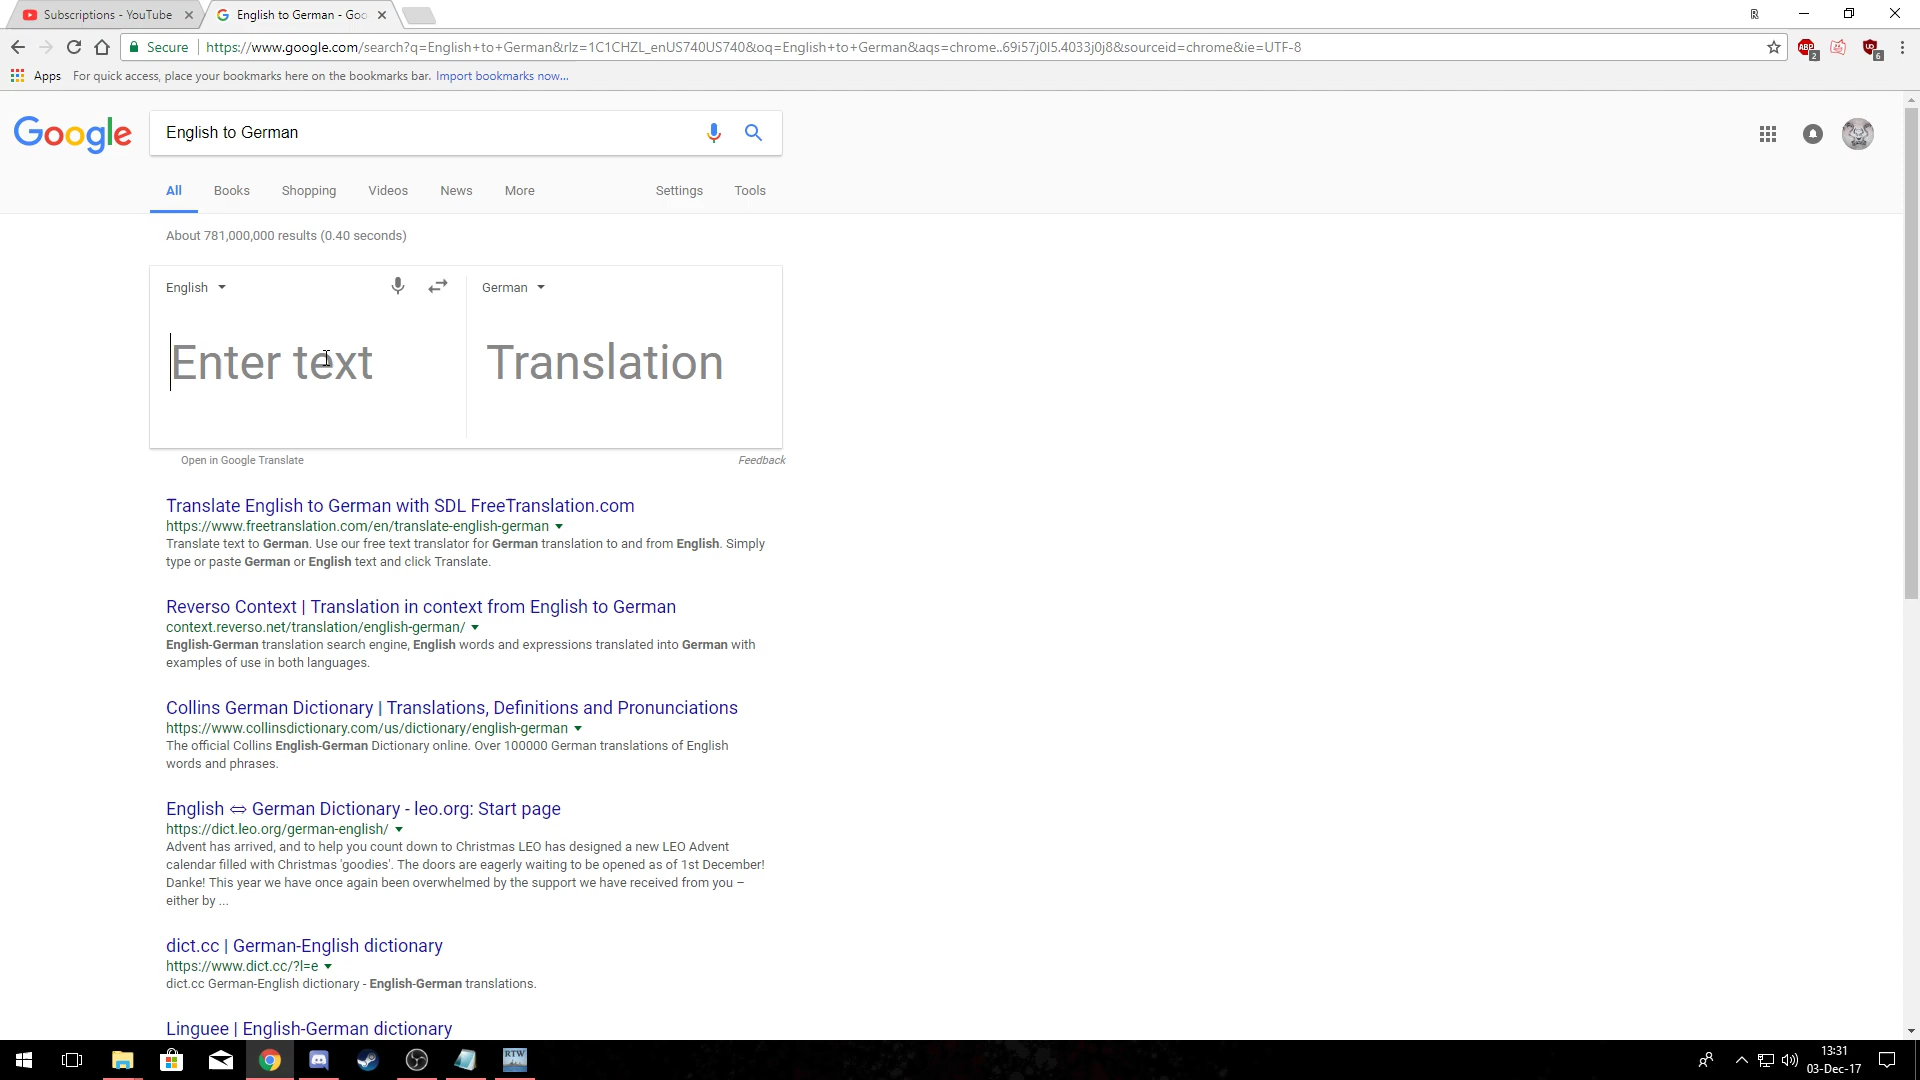 Subscriptions - YouTube
English to German - Goo
R
Secure https://www.google.com/search?q=English+to+German&rlz=1C1CHZL_enUS740US740&oq=English+to+German&aqs=chrome..69i57j0l5.4033j0j8&sourceid=chrome&ie=UTF-8
ABP 2
6
Apps For quick access, place your bookmarks here on the bookmarks bar. Import bookmarks now...
Google English to German
All Books Shopping Videos News More Settings Tools
About 781,000,000 results (0.40 seconds)
English German
Enter text Translation
Open in Google Translate Feedback
Translate English to German with SDL FreeTranslation.com
https://www.freetranslation.com/en/translate-english-german
Translate text to German. Use our free text translator for German translation to and from English. Simply
type or paste German or English text and click Translate.
Reverso Context | Translation in context from English to German
context.reverso.net/translation/english-german/
English-German translation search engine, English words and expressions translated into German with
examples of use in both languages.
Collins German Dictionary | Translations, Definitions and Pronunciations
https://www.collinsdictionary.com/us/dictionary/english-german
The official Collins English-German Dictionary online. Over 100000 German translations of English
words and phrases.
English ⇔ German Dictionary - leo.org: Start page
https://dict.leo.org/german-english/
Advent has arrived, and to help you count down to Christmas LEO has designed a new LEO Advent
calendar filled with Christmas 'goodies'. The doors are eagerly waiting to be opened as of 1st December!
Danke! This year we have once again been overwhelmed by the support we have received from you –
either by ...
dict.cc | German-English dictionary
https://www.dict.cc/?l=e
dict.cc German-English dictionary - English-German translations.
Linguee | English-German dictionary
RTW
13:31
03-Dec-17